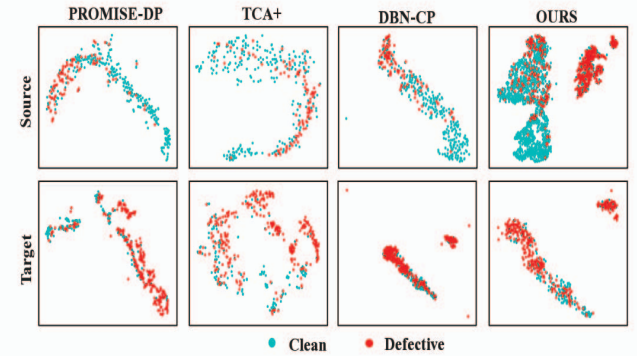 PROMISE-DP TCA+ DBN-CP OURS
Source
Target
Clean Defective